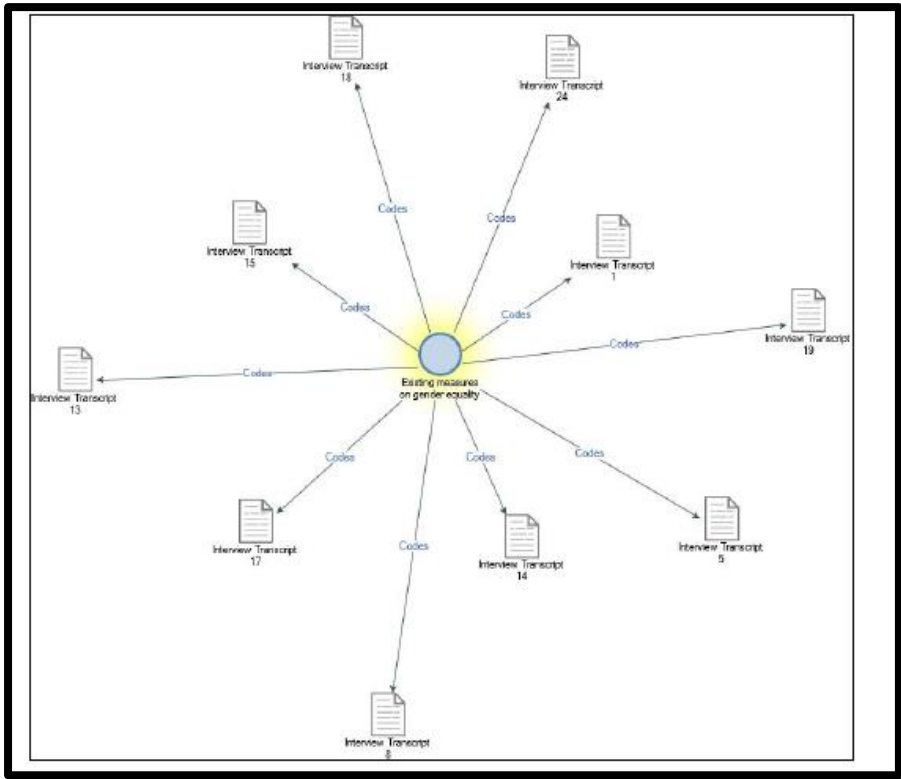 Interview Transcript
18
Interview Transcript
24
Codes
Codes
Interview Transcript
15
Interview Transcript
1
Codes
Codes
Interview Transcript
19
Codes
Interview Transcript
13
Codes
Existing measures
on gender equality
Codes
Codes
Codes
Interview Transcript
17
Codes
Interview Transcript
14
Interview Transcript
5
Interview Transcript
8